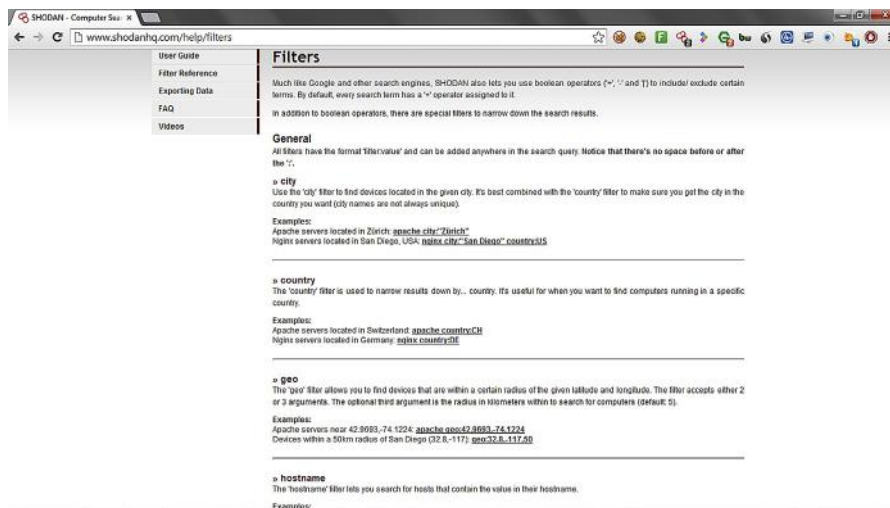 SHODAN - Computer Sea
www.shodanhq.com/help/filters
User Guide
Filter Reference
Exporting Data
FAQ
Videos
Filters
Much like Google and other search engines, SHODAN also lets you use boolean operators ('+', '-' and '|') to include/ exclude certain
terms. By default, every search term has a '+' operator assigned to it.
In addition to boolean operators, there are special filters to narrow down the search results.
General
All filters have the format 'filter:value' and can be added anywhere in the search query. Notice that there's no space before or after
the ':'.
» city
Use the 'city' filter to find devices located in the given city. It's best combined with the 'country' filter to make sure you get the city in the
country you want (city names are not always unique).
Examples:
Apache servers located in Zürich: apache city:"Zürich"
Nginx servers located in San Diego, USA: nginx city:"San Diego" country:US
» country
The 'country' filter is used to narrow results down by... country. It's useful for when you want to find computers running in a specific
country.
Examples:
Apache servers located in Switzerland: apache country:CH
Nginx servers located in Germany: nginx country:DE
» geo
The 'geo' filter allows you to find devices that are within a certain radius of the given latitude and longitude. The filter accepts either 2
or 3 arguments. The optional third argument is the radius in kilometers within to search for computers (default: 5).
Examples:
Apache servers near 42.9693,-74.1224: apache geo:42.9693,-74.1224
Devices within a 50km radius of San Diego (32.8,-117): geo:32.8,-117,50
» hostname
The 'hostname' filter lets you search for hosts that contain the value in their hostname.
Examples: